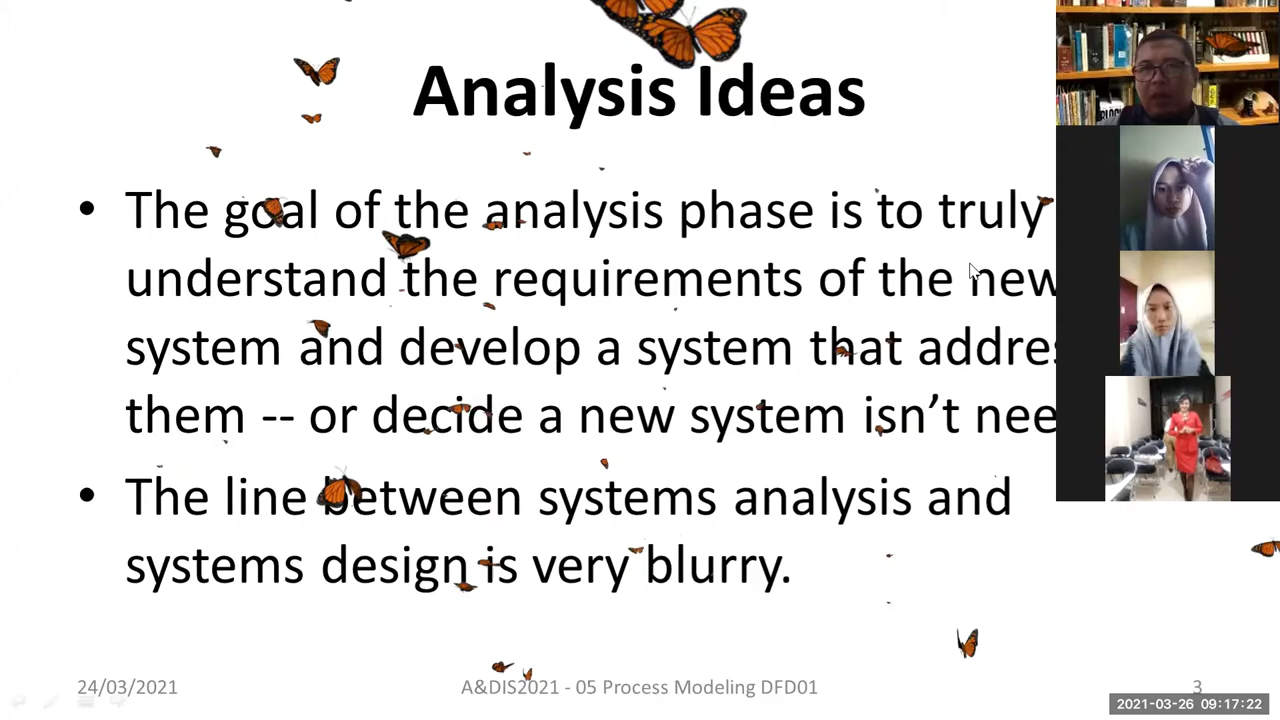 Analysis Ideas
• The goal of the analysis phase is to truly
understand the requirements of the new
system and develop a system that addres
them -- or decide a new system isn’t nee
• The line between systems analysis and
systems design is very blurry.
24/03/2021
A&DIS2021 - 05 Process Modeling DFD01
3
2021-03-26 09:17:22